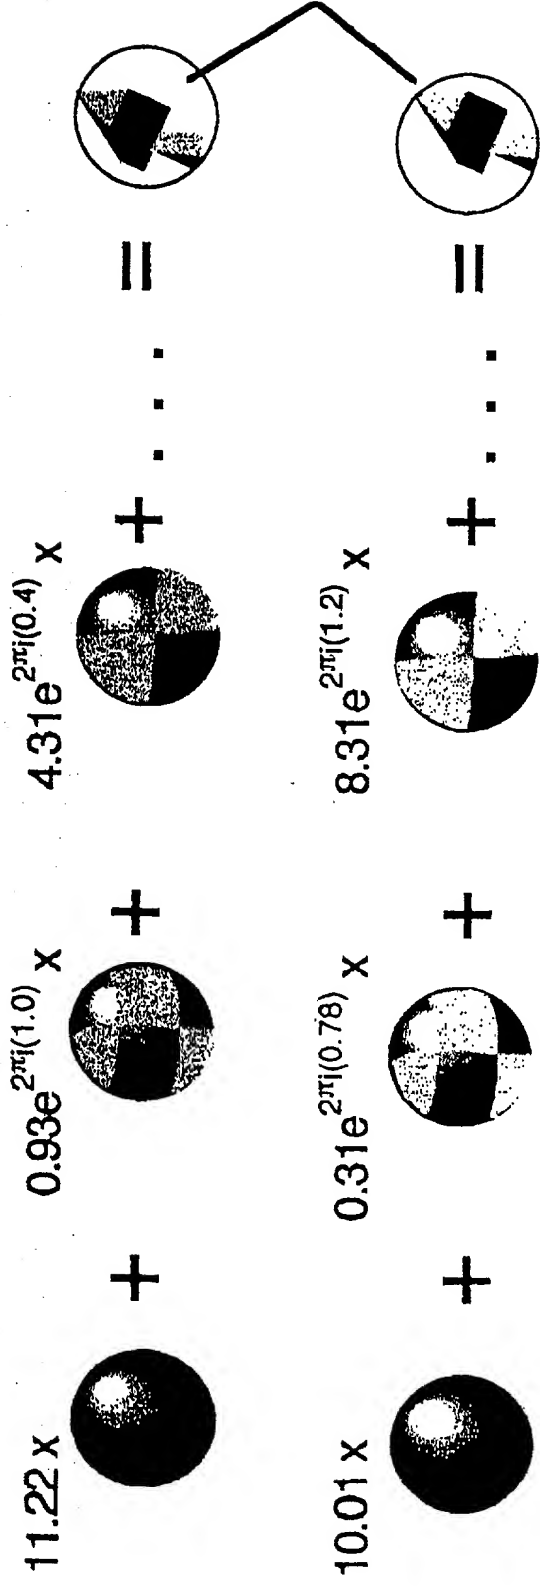 11.22 x + 0.93e^{2πi(1.0)} x + 4.31e^{2πi(0.4)} x + . . . =
10.01 x + 0.31e^{2πi(0.78)} x + 8.31e^{2πi(1.2)} x + . . . =